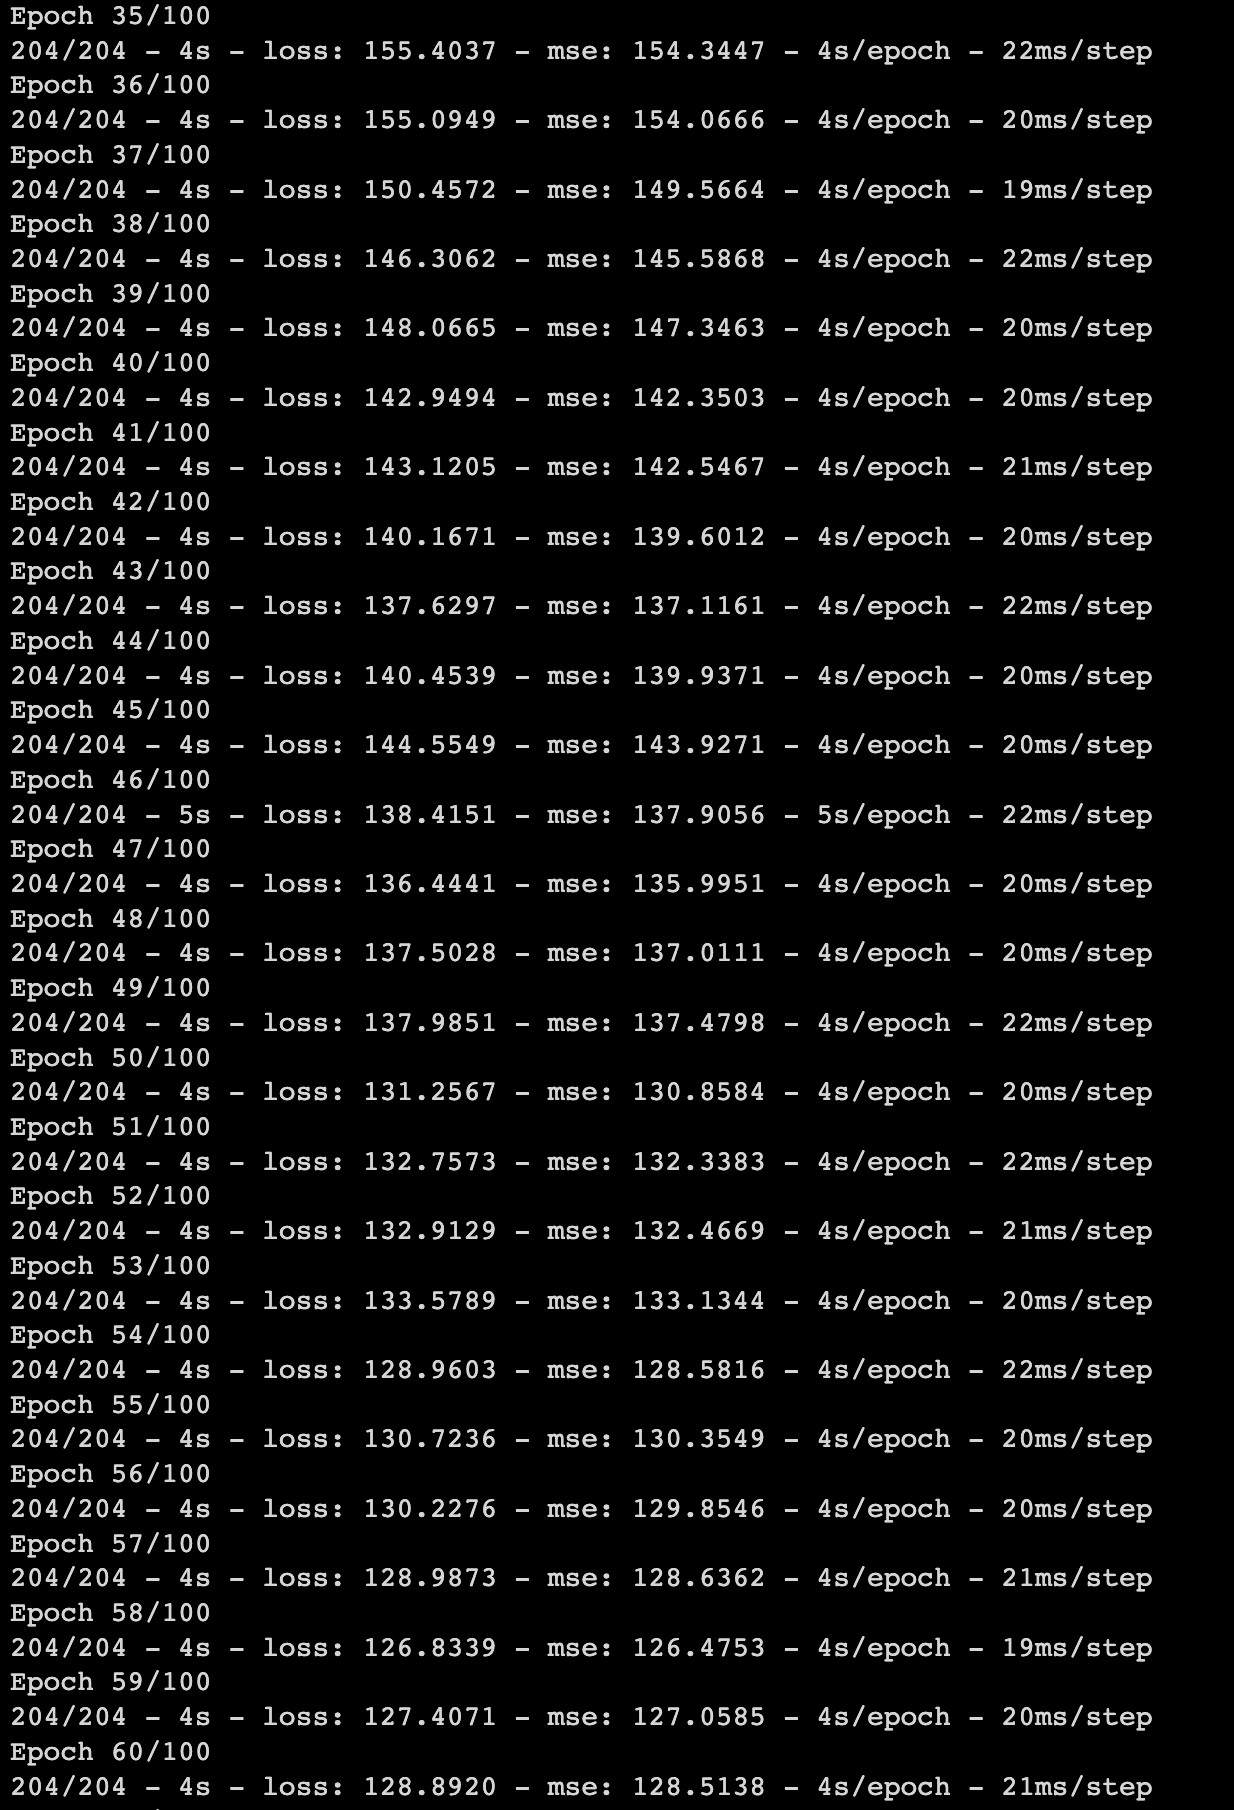 Epoch 35/100
204/204 - 4s - loss: 155.4037 - mse: 154.3447 - 4s/epoch - 22ms/step
Epoch 36/100
204/204 - 4s - loss: 155.0949 - mse: 154.0666 - 4s/epoch - 20ms/step
Epoch 37/100
204/204 - 4s - loss: 150.4572 - mse: 149.5664 - 4s/epoch - 19ms/step
Epoch 38/100
204/204 - 4s - loss: 146.3062 - mse: 145.5868 - 4s/epoch - 22ms/step
Epoch 39/100
204/204 - 4s - loss: 148.0665 - mse: 147.3463 - 4s/epoch - 20ms/step
Epoch 40/100
204/204 - 4s - loss: 142.9494 - mse: 142.3503 - 4s/epoch - 20ms/step
Epoch 41/100
204/204 - 4s - loss: 143.1205 - mse: 142.5467 - 4s/epoch - 21ms/step
Epoch 42/100
204/204 - 4s - loss: 140.1671 - mse: 139.6012 - 4s/epoch - 20ms/step
Epoch 43/100
204/204 - 4s - loss: 137.6297 - mse: 137.1161 - 4s/epoch - 22ms/step
Epoch 44/100
204/204 - 4s - loss: 140.4539 - mse: 139.9371 - 4s/epoch - 20ms/step
Epoch 45/100
204/204 - 4s - loss: 144.5549 - mse: 143.9271 - 4s/epoch - 20ms/step
Epoch 46/100
204/204 - 5s - loss: 138.4151 - mse: 137.9056 - 5s/epoch - 22ms/step
Epoch 47/100
204/204 - 4s - loss: 136.4441 - mse: 135.9951 - 4s/epoch - 20ms/step
Epoch 48/100
204/204 - 4s - loss: 137.5028 - mse: 137.0111 - 4s/epoch - 20ms/step
Epoch 49/100
204/204 - 4s - loss: 137.9851 - mse: 137.4798 - 4s/epoch - 22ms/step
Epoch 50/100
204/204 - 4s - loss: 131.2567 - mse: 130.8584 - 4s/epoch - 20ms/step
Epoch 51/100
204/204 - 4s - loss: 132.7573 - mse: 132.3383 - 4s/epoch - 22ms/step
Epoch 52/100
204/204 - 4s - loss: 132.9129 - mse: 132.4669 - 4s/epoch - 21ms/step
Epoch 53/100
204/204 - 4s - loss: 133.5789 - mse: 133.1344 - 4s/epoch - 20ms/step
Epoch 54/100
204/204 - 4s - loss: 128.9603 - mse: 128.5816 - 4s/epoch - 22ms/step
Epoch 55/100
204/204 - 4s - loss: 130.7236 - mse: 130.3549 - 4s/epoch - 20ms/step
Epoch 56/100
204/204 - 4s - loss: 130.2276 - mse: 129.8546 - 4s/epoch - 20ms/step
Epoch 57/100
204/204 - 4s - loss: 128.9873 - mse: 128.6362 - 4s/epoch - 21ms/step
Epoch 58/100
204/204 - 4s - loss: 126.8339 - mse: 126.4753 - 4s/epoch - 19ms/step
Epoch 59/100
204/204 - 4s - loss: 127.4071 - mse: 127.0585 - 4s/epoch - 20ms/step
Epoch 60/100
204/204 - 4s - loss: 128.8920 - mse: 128.5138 - 4s/epoch - 21ms/step